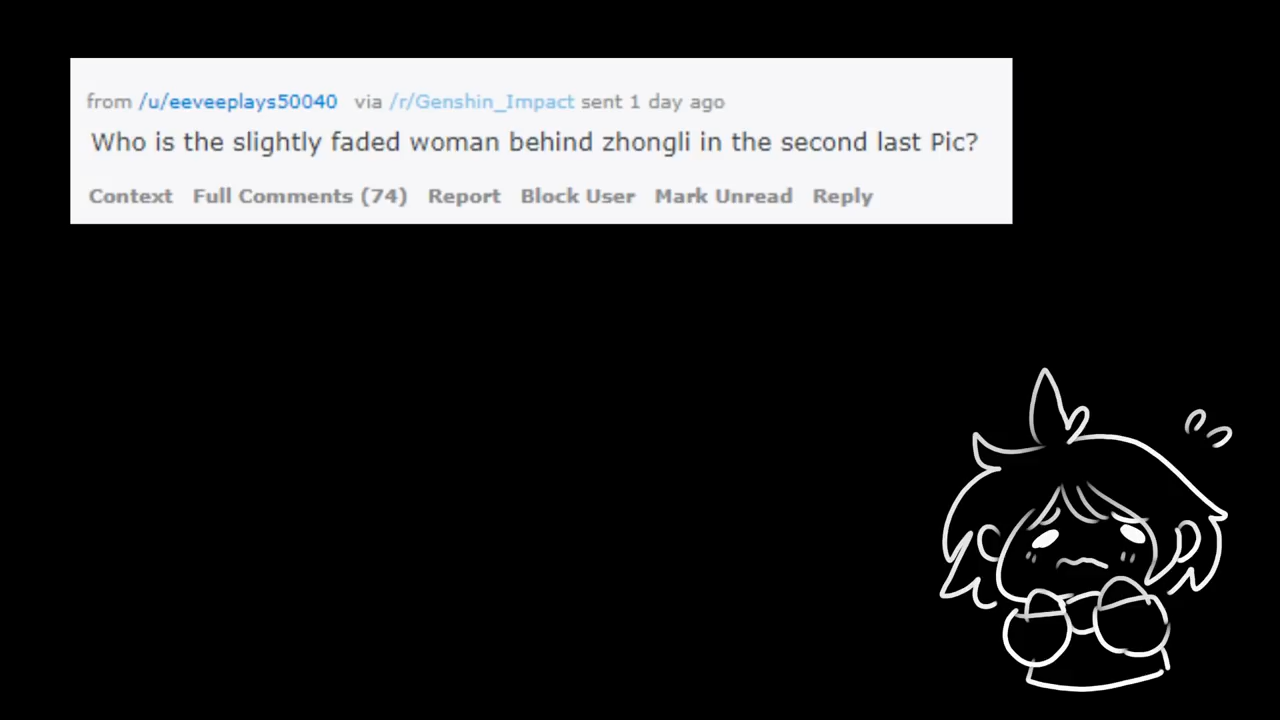 from /u/eeveeplays50040 via /r/Genshin_Impact sent 1 day ago
Who is the slightly faded woman behind zhongli in the second last Pic?
Context Full Comments (74) Report Block User Mark Unread Reply